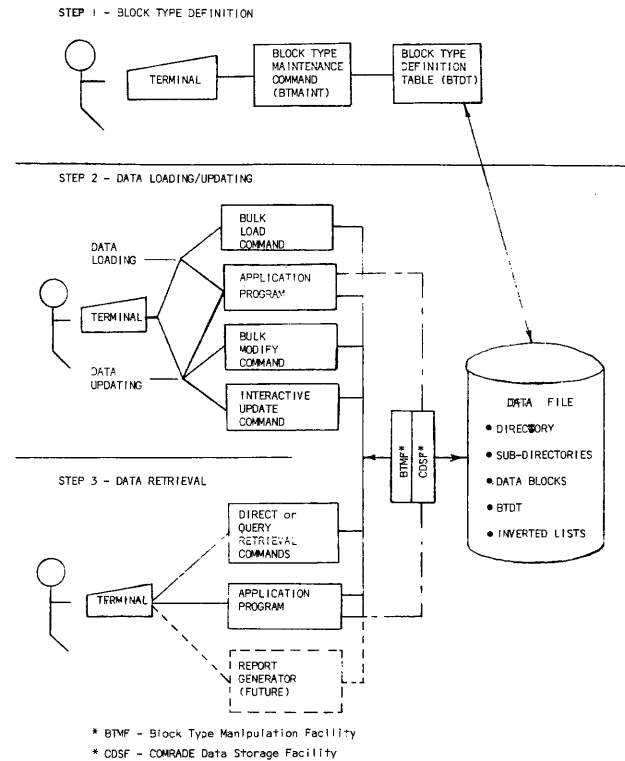 STEP 1 - BLOCK TYPE DEFINITION
TERMINAL
BLOCK TYPE
MAINTENANCE
COMMAND
(BTMAINT)
BLOCK TYPE
DEFINITION
TABLE (BTDT)
STEP 2 - DATA LOADING/UPDATING
DATA
LOADING
TERMINAL
DATA
UPDATING
BULK
LOAD
COMMAND
APPLICATION
PROGRAM
BULK
MODIFY
COMMAND
INTERACTIVE
UPDATE
COMMAND
BTMF*
CDSF*
DATA FILE
• DIRECTORY
• SUB-DIRECTORIES
• DATA BLOCKS
• BTDT
• INVERTED LISTS
STEP 3 - DATA RETRIEVAL
TERMINAL
DIRECT or
QUERY
RETRIEVAL
COMMANDS
APPLICATION
PROGRAM
REPORT
GENERATOR
(FUTURE)
* BTMF - Block Type Manipulation Facility
* CDSF - COMRADE Data Storage Facility